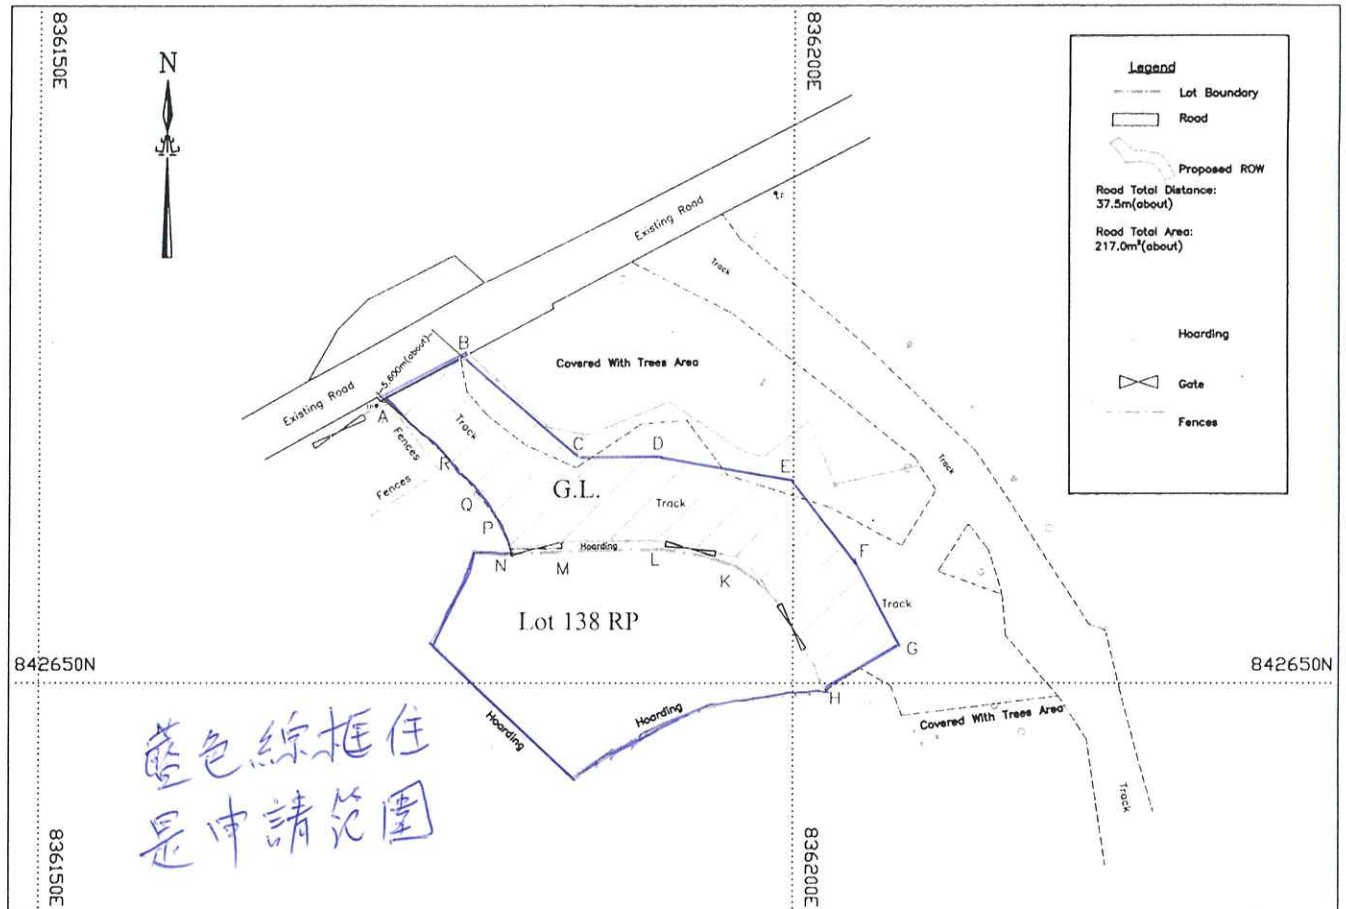 836150E
836200E
N
Legend
Lot Boundary
Road
Proposed ROW
Road Total Distance:
37.5m(about)
Road Total Area:
217.0m²(about)
Hoarding
Gate
Fences
Existing Road
Track
Covered With Trees Area
5.600m(about)
B
Existing Road
A
Fences
Track
C
D
E
Track
R
Fences
Q
G.L.
Track
P
Hoarding
N
M
L
K
F
Track
Lot 138 RP
G
842650N
842650N
H
Hoarding
Hoarding
Covered With Trees Area
Track
藍色綜框住
是申請范圍
836150E
836200E